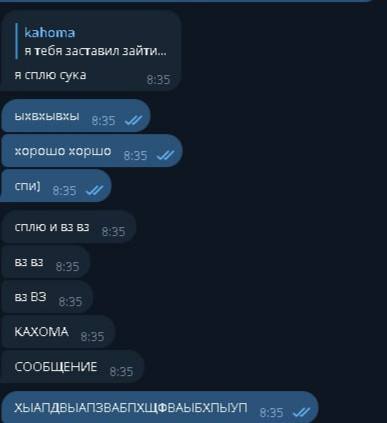 kahoma
я тебя заставил зайти...
я сплю сука
8:35
ыхвхывхы 8:35
хорошо хоршо 8:35
спи] 8:35
сплю и вз вз 8:35
вз вз 8:35
вз ВЗ 8:35
КАХОМА 8:35
СООБЩЕНИЕ 8:35
ХЫАПДВЫАПЗВАБПХЩФВАЫБХПЫУП 8:35